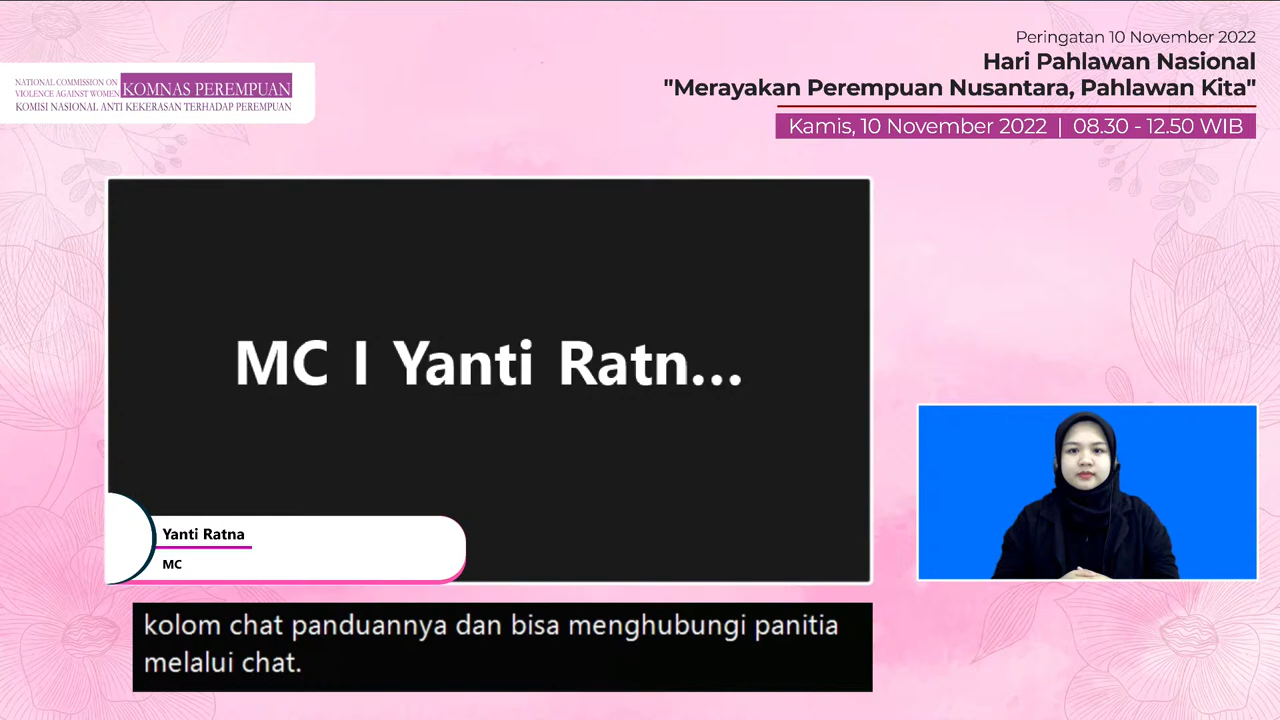 NATIONAL COMMISSION ON
VIOLENCE AGAINST WOMEN
KOMNAS PEREMPUAN
KOMISI NASIONAL ANTI KEKERASAN TERHADAP PEREMPUAN
Peringatan 10 November 2022
Hari Pahlawan Nasional
"Merayakan Perempuan Nusantara, Pahlawan Kita"
Kamis, 10 November 2022 | 08.30 - 12.50 WIB
MC I Yanti Ratn...
Yanti Ratna
MC
kolom chat panduannya dan bisa menghubungi panitia
melalui chat.